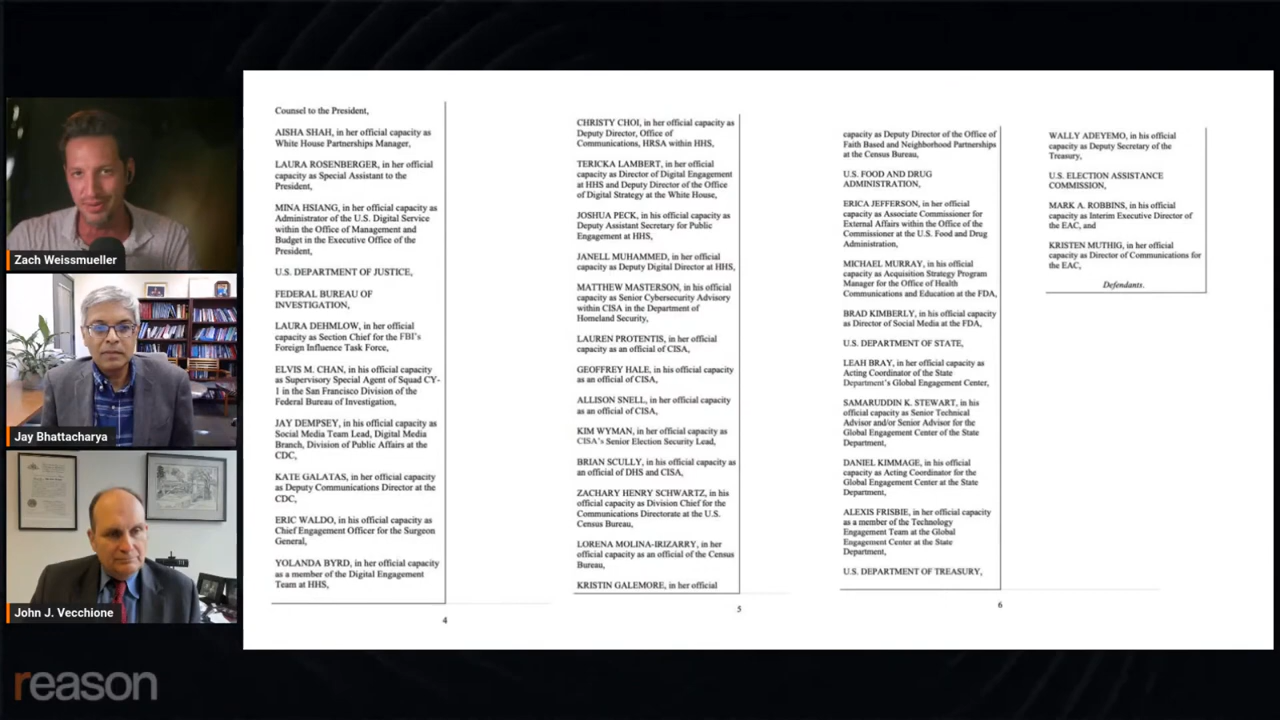 Zach Weissmueller
Jay Bhattacharya
John J. Vecchione
reason
Counsel to the President,
AISHA SHAH, in her official capacity as
White House Partnerships Manager,
LAURA ROSENBERGER, in her official
capacity as Special Assistant to the
President,
MINA HSIANG, in her official capacity as
Administrator of the U.S. Digital Service
within the Office of Management and
Budget in the Executive Office of the
President,
U.S. DEPARTMENT OF JUSTICE,
FEDERAL BUREAU OF
INVESTIGATION,
LAURA DEHMLOW, in her official
capacity as Section Chief for the FBI's
Foreign Influence Task Force,
ELVIS M. CHAN, in his official capacity
as Supervisory Special Agent of Squad CY-
1 in the San Francisco Division of the
Federal Bureau of Investigation,
JAY DEMPSEY, in his official capacity as
Social Media Team Lead, Digital Media
Branch, Division of Public Affairs at the
CDC,
KATE GALATAS, in her official capacity
as Deputy Communications Director at the
CDC,
ERIC WALDO, in his official capacity as
Chief Engagement Officer for the Surgeon
General,
YOLANDA BYRD, in her official capacity
as a member of the Digital Engagement
Team at HHS,
4
CHRISTY CHOI, in her official capacity as
Deputy Director, Office of
Communications, HRSA within HHS,
TERICKA LAMBERT, in her official
capacity as Director of Digital Engagement
at HHS and Deputy Director of the Office
of Digital Strategy at the White House,
JOSHUA PECK, in his official capacity as
Deputy Assistant Secretary for Public
Engagement at HHS,
JANELL MUHAMMED, in her official
capacity as Deputy Digital Director at HHS,
MATTHEW MASTERSON, in his official
capacity as Senior Cybersecurity Advisory
within CISA in the Department of
Homeland Security,
LAUREN PROTENTIS, in her official
capacity as an official of CISA,
GEOFFREY HALE, in his official capacity
as an official of CISA,
ALLISON SNELL, in her official capacity
as an official of CISA,
KIM WYMAN, in her official capacity as
CISA's Senior Election Security Lead,
BRIAN SCULLY, in his official capacity as
an official of DHS and CISA,
ZACHARY HENRY SCHWARTZ, in his
official capacity as Division Chief for the
Communications Directorate at the U.S.
Census Bureau,
LORENA MOLINA-IRIZARRY, in her
official capacity as an official of the Census
Bureau,
KRISTIN GALEMORE, in her official
5
capacity as Deputy Director of the Office of
Faith Based and Neighborhood Partnerships
at the Census Bureau,
U.S. FOOD AND DRUG
ADMINISTRATION,
ERICA JEFFERSON, in her official
capacity as Associate Commissioner for
External Affairs within the Office of the
Commissioner at the U.S. Food and Drug
Administration,
MICHAEL MURRAY, in his official
capacity as Acquisition Strategy Program
Manager for the Office of Health
Communications and Education at the FDA,
BRAD KIMBERLY, in his official capacity
as Director of Social Media at the FDA,
U.S. DEPARTMENT OF STATE,
LEAH BRAY, in her official capacity as
Acting Coordinator of the State
Department's Global Engagement Center,
SAMARUDDIN K. STEWART, in his
official capacity as Senior Technical
Advisor and/or Senior Advisor for the
Global Engagement Center of the State
Department,
DANIEL KIMMAGE, in his official
capacity as Acting Coordinator for the
Global Engagement Center at the State
Department,
ALEXIS FRISBIE, in her official capacity
as a member of the Technology
Engagement Team at the Global
Engagement Center at the State
Department,
U.S. DEPARTMENT OF TREASURY,
6
WALLY ADEYEMO, in his official
capacity as Deputy Secretary of the
Treasury,
U.S. ELECTION ASSISTANCE
COMMISSION,
MARK A. ROBBINS, in his official
capacity as Interim Executive Director of
the EAC, and
KRISTEN MUTHIG, in her official
capacity as Director of Communications for
the EAC,
Defendants.